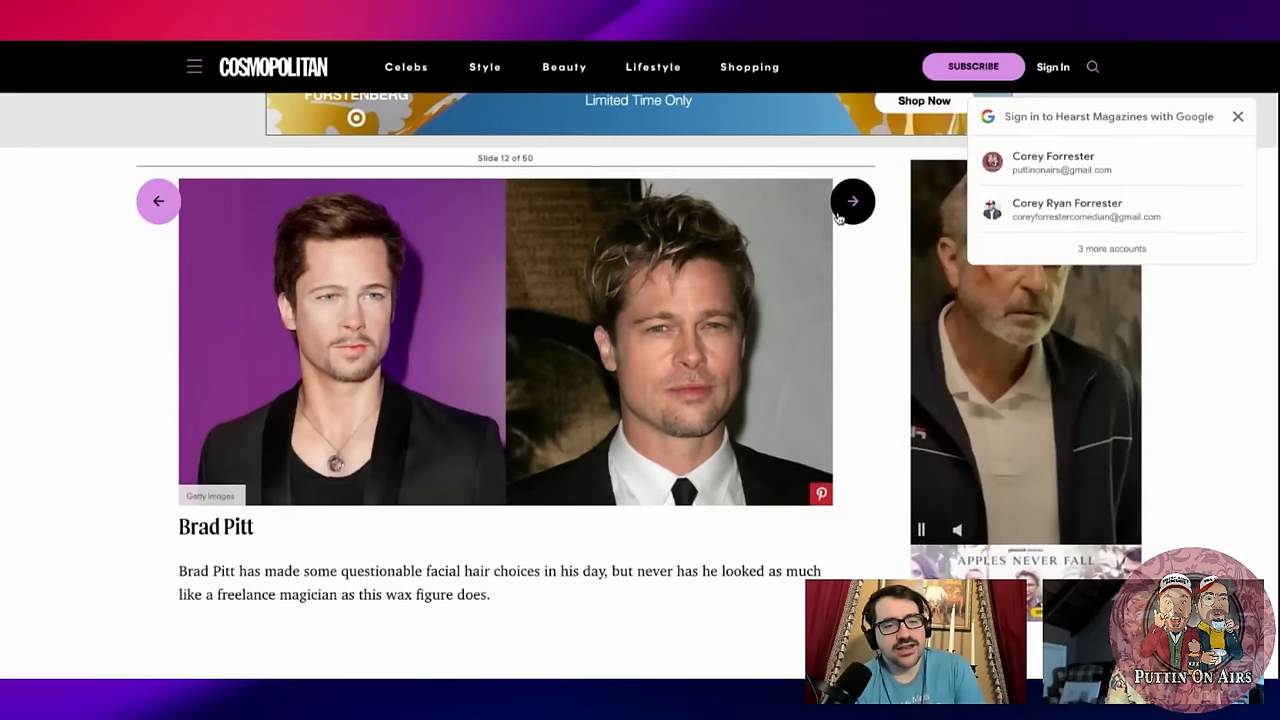 COSMOPOLITAN
Celebs
Style
Beauty
Lifestyle
Shopping
SUBSCRIBE
Sign In
FURSTENBERG
Limited Time Only
Shop Now
Sign in to Hearst Magazines with Google
Corey Forrester
puttinonairs@gmail.com
Corey Ryan Forrester
coreyforrestercomedian@gmail.com
3 more accounts
Slide 12 of 50
Getty Images
Brad Pitt
Brad Pitt has made some questionable facial hair choices in his day, but never has he looked as much
like a freelance magician as this wax figure does.
APPLES NEVER FALL
PUTTIN' ON AIRS